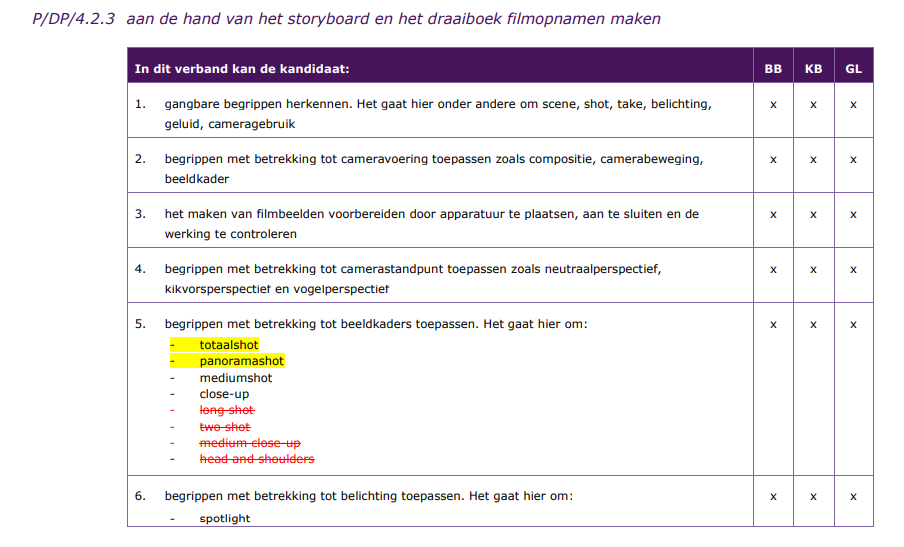 P/DP/4.2.3 aan de hand van het storyboard en het draaiboek filmopnamen maken
In dit verband kan de kandidaat: BB KB GL
1. gangbare begrippen herkennen. Het gaat hier onder andere om scene, shot, take, belichting, x x x
geluid, cameragebruik
2. begrippen met betrekking tot cameravoering toepassen zoals compositie, camerabeweging, x x x
beeldkader
3. het maken van filmbeelden voorbereiden door apparatuur te plaatsen, aan te sluiten en de x x x
werking te controleren
4. begrippen met betrekking tot camerastandpunt toepassen zoals neutraalperspectief, x x x
kikvorsperspectief en vogelperspectief
5. begrippen met betrekking tot beeldkaders toepassen. Het gaat hier om: x x x
- totaalshot
- panoramashot
- mediumshot
- close-up
- long shot
- two shot
- medium close-up
- head and shoulders
6. begrippen met betrekking tot belichting toepassen. Het gaat hier om: x x x
- spotlight